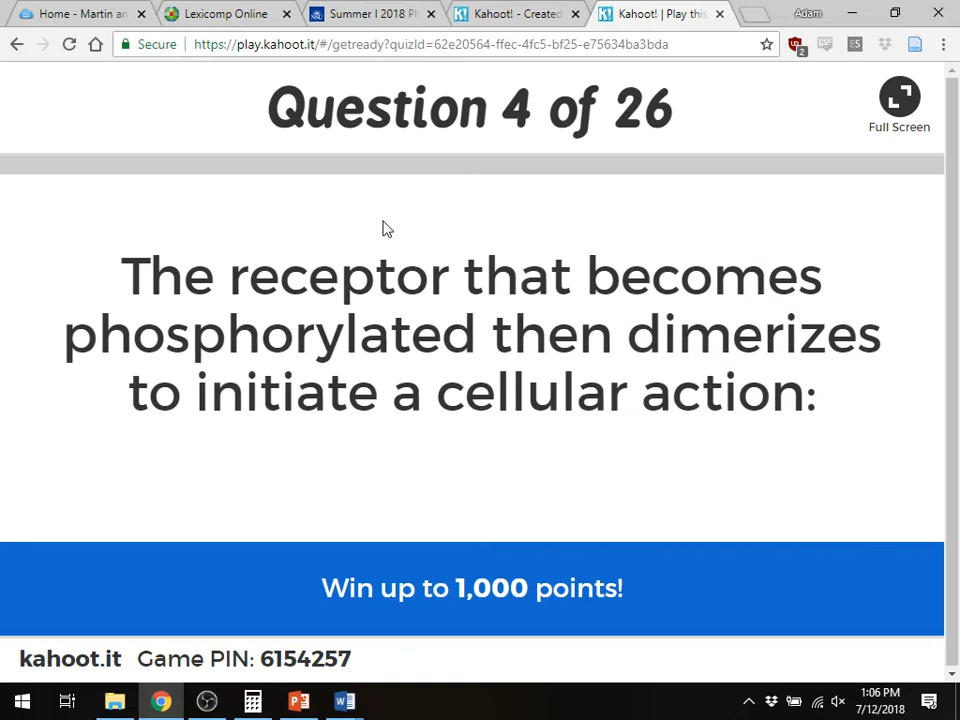 Home - Martin an
Lexicomp Online
Summer I 2018 Ph
Kahoot! - Created
Kahoot! | Play this
Adam
Secure
https://play.kahoot.it/#/getready?quizId=62e20564-ffec-4fc5-bf25-e75634ba3bda
2
ES
Question 4 of 26
Full Screen
The receptor that becomes
phosphorylated then dimerizes
to initiate a cellular action:
Win up to 1,000 points!
kahoot.it Game PIN: 6154257
1:06 PM
7/12/2018